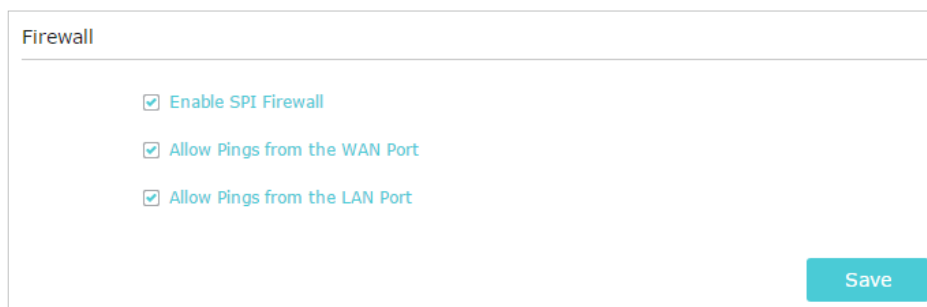 Firewall
Enable SPI Firewall
Allow Pings from the WAN Port
Allow Pings from the LAN Port
Save